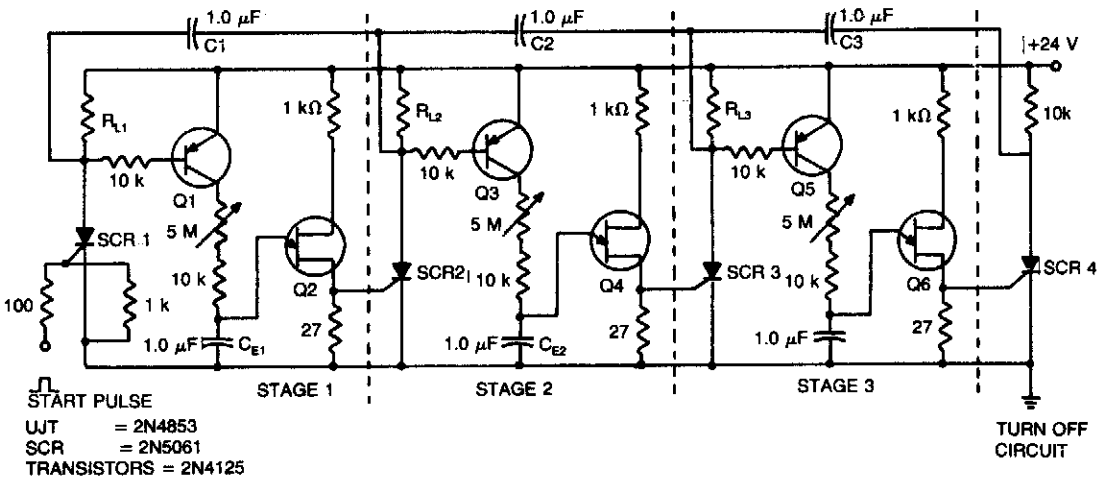 1.0 µF
C1
1.0 µF
C2
1.0 µF
C3
+24 V
RL1
1 kΩ
RL2
1 kΩ
RL3
1 kΩ
10k
10 k
Q1
10 k
Q3
10 k
Q5
5 M
5 M
5 M
SCR 1
SCR2
SCR 3
SCR 4
10 k
Q2
10 k
Q4
10 k
Q6
100
1 k
27
27
27
1.0 µF
CE1
1.0 µF
CE2
1.0 µF
STAGE 1
STAGE 2
STAGE 3
START PULSE
UJT = 2N4853
SCR = 2N5061
TRANSISTORS = 2N4125
TURN OFF
CIRCUIT